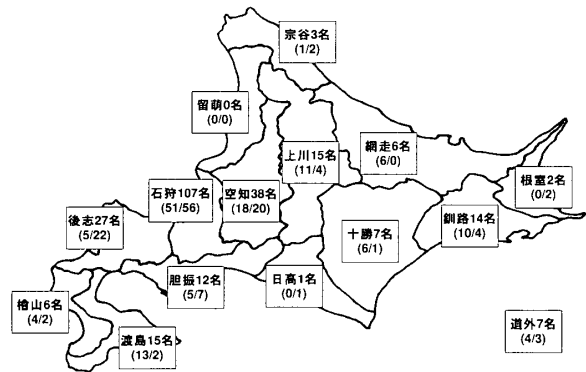 宗谷3名
(1/2)
留萌0名
(0/0)
上川15名
(11/4)
網走6名
(6/0)
石狩107名
(51/56)
空知38名
(18/20)
根室2名
(0/2)
後志27名
(5/22)
十勝7名
(6/1)
釧路14名
(10/4)
胆振12名
(5/7)
日高1名
(0/1)
檜山6名
(4/2)
渡島15名
(13/2)
道外7名
(4/3)